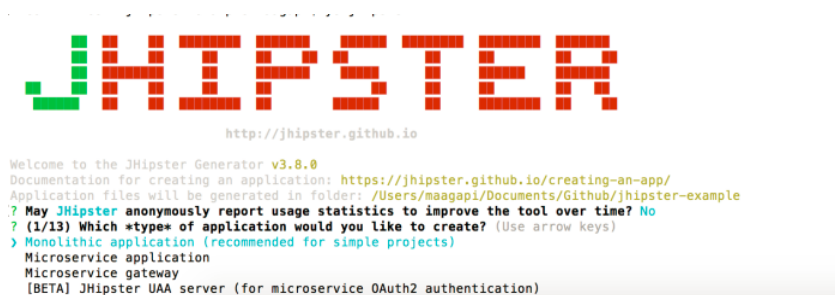 JHIPSTER
http://jhipster.github.io
Welcome to the JHipster Generator v3.8.0
Documentation for creating an application: https://jhipster.github.io/creating-an-app/
Application files will be generated in folder: /Users/maagapi/Documents/Github/jhipster-example
? May JHipster anonymously report usage statistics to improve the tool over time? No
? (1/13) Which *type* of application would you like to create? (Use arrow keys)
❯ Monolithic application (recommended for simple projects)
Microservice application
Microservice gateway
[BETA] JHipster UAA server (for microservice OAuth2 authentication)